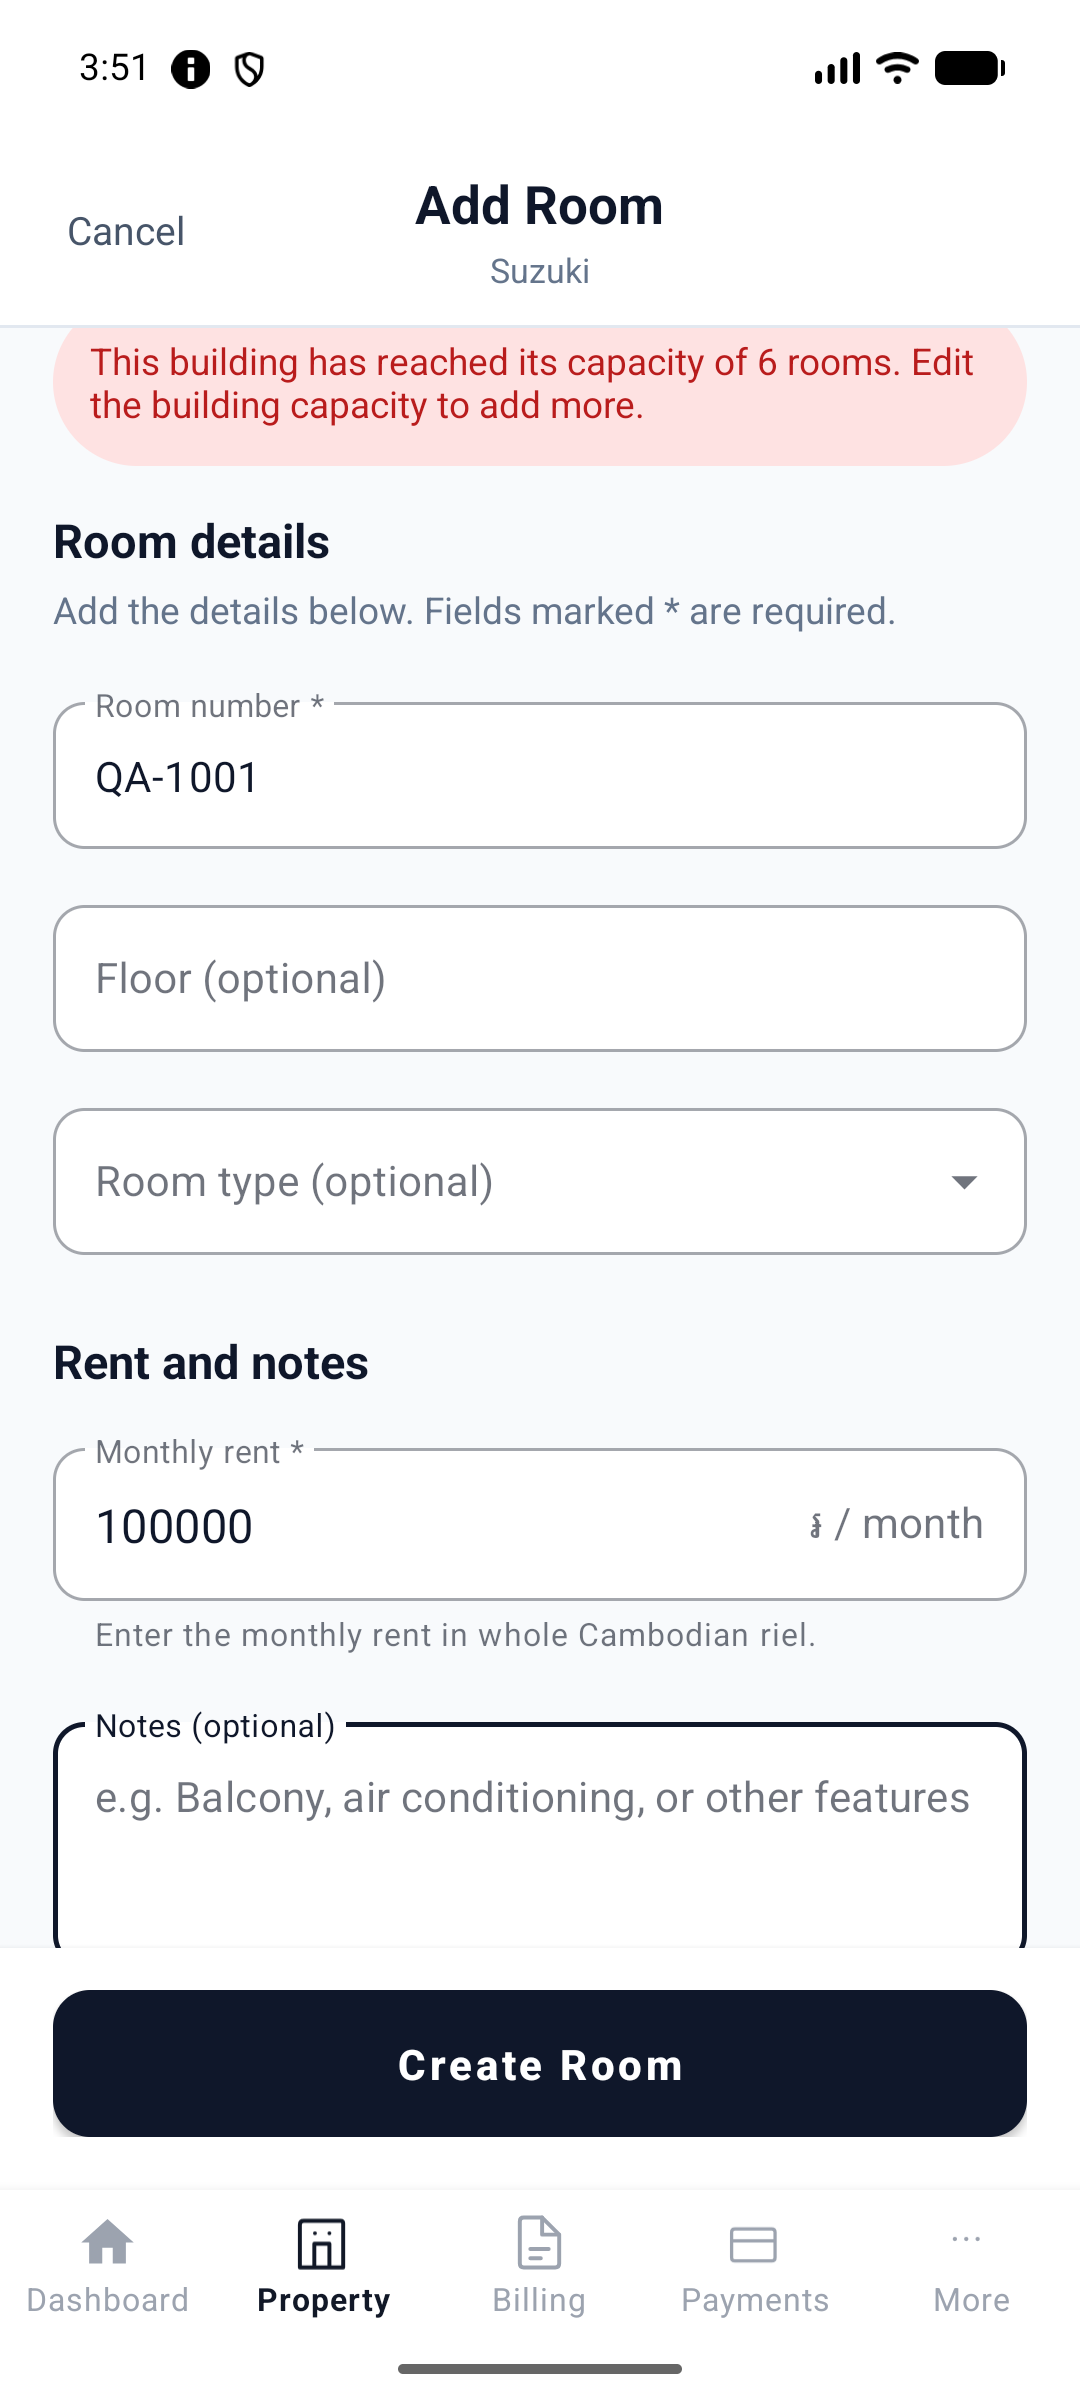 3:51
Cancel
Add Room
Suzuki
This building has reached its capacity of 6 rooms. Edit
the building capacity to add more.
Room details
Add the details below. Fields marked * are required.
Room number *
QA-1001
Floor (optional)
Room type (optional)
Rent and notes
Monthly rent *
100000
៛ / month
Enter the monthly rent in whole Cambodian riel.
Notes (optional)
e.g. Balcony, air conditioning, or other features
Create Room
Dashboard
Property
Billing
Payments
More